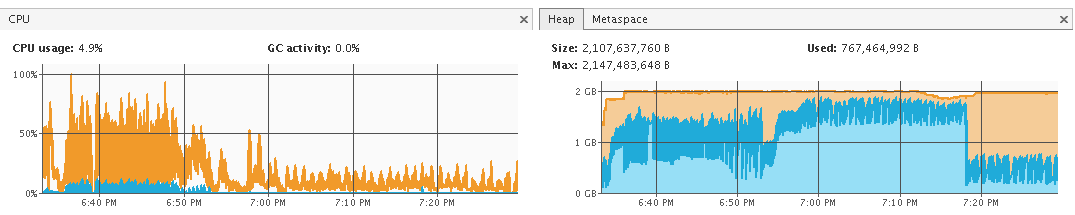 CPU
CPU usage: 4.9% GC activity: 0.0%
100%
50%
0%
6:40 PM 6:50 PM 7:00 PM 7:10 PM 7:20 PM
Heap Metaspace
Size: 2,107,637,760 B Used: 767,464,992 B
Max: 2,147,483,648 B
2 GB
1 GB
0 GB
6:40 PM 6:50 PM 7:00 PM 7:10 PM 7:20 PM